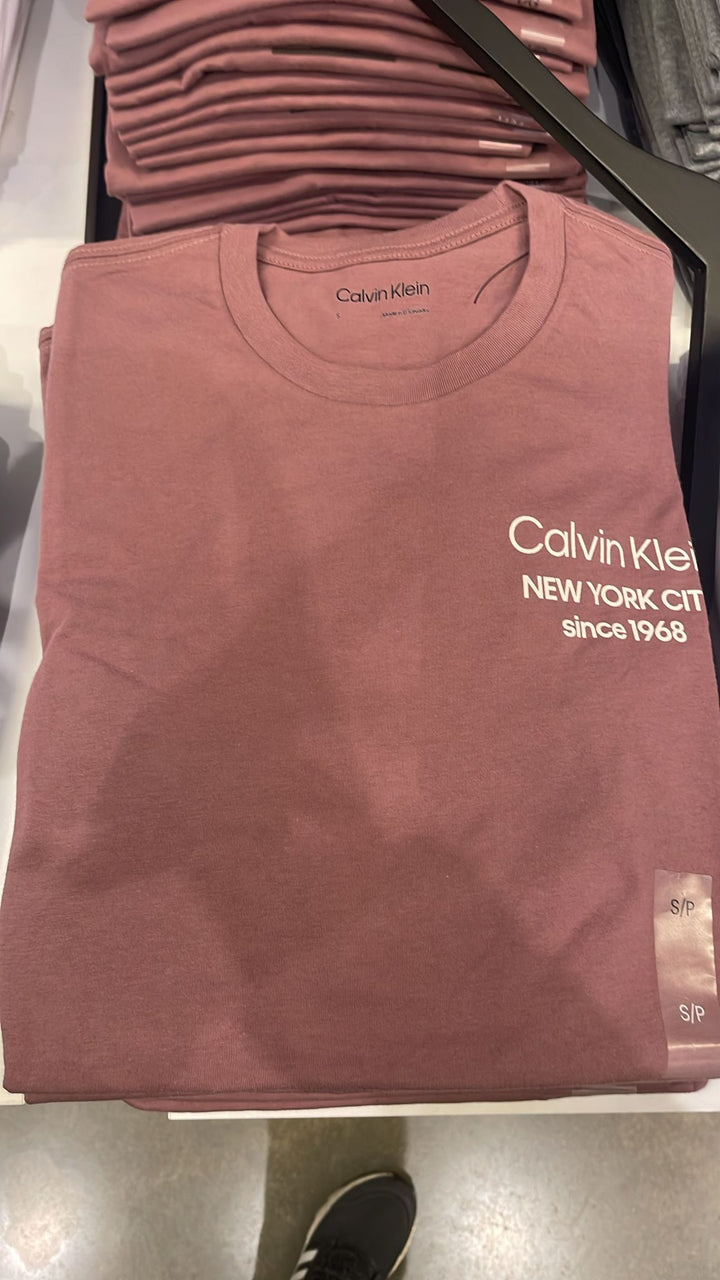 Calvin Klein
S
Calvin Klei
NEW YORK CIT
since 1968
S/P
S/P